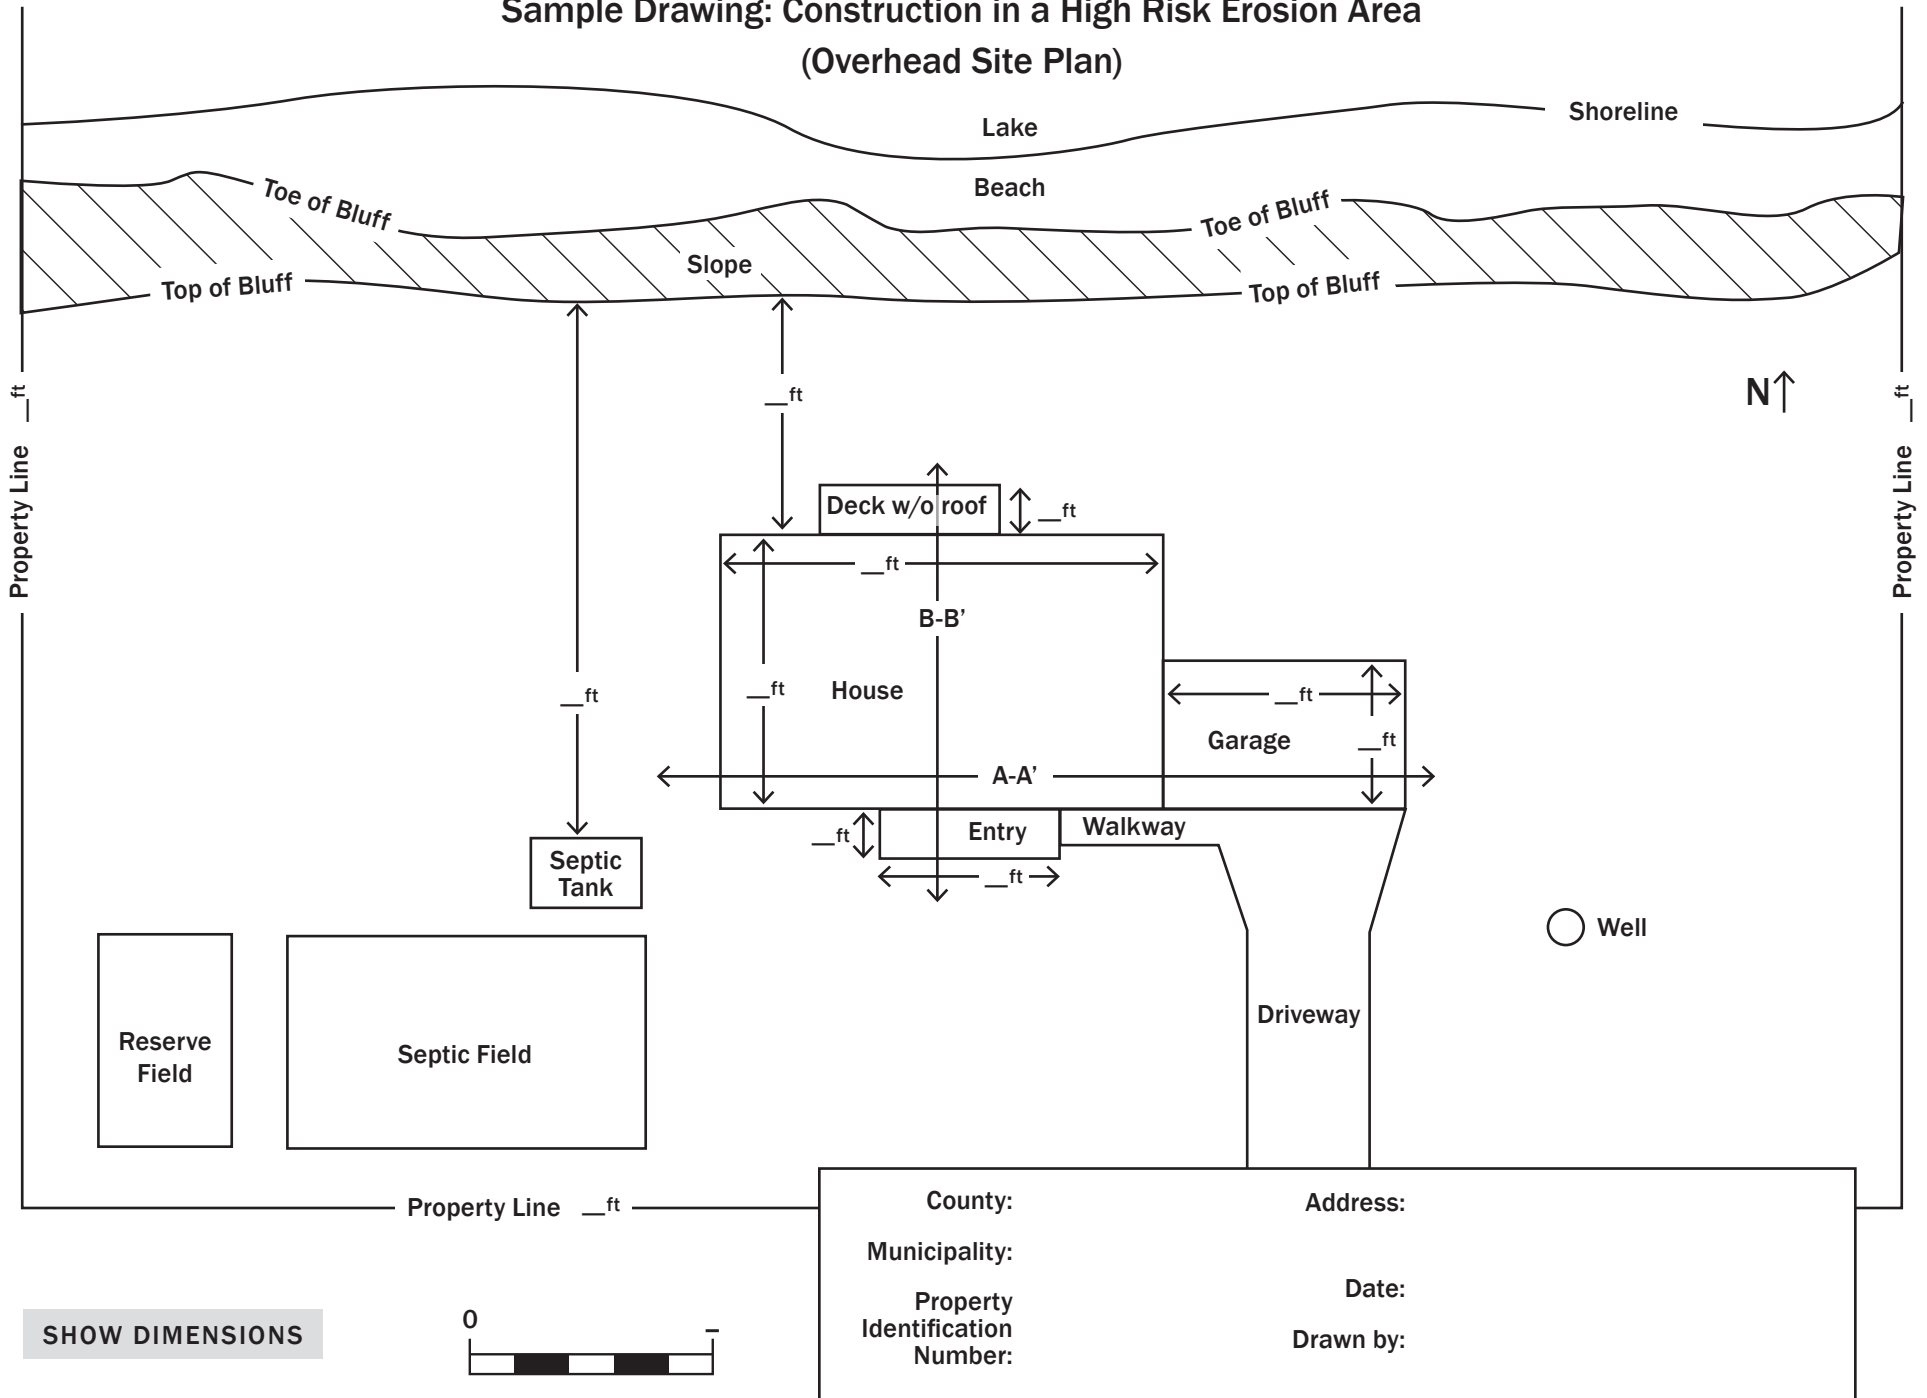 Sample Drawing: Construction in a High Risk Erosion Area
(Overhead Site Plan)
Lake
Shoreline
Beach
Toe of Bluff
Toe of Bluff
Slope
Top of Bluff
Top of Bluff
Property Line __ft
__ft
N
Property Line __ft
Deck w/o roof
__ft
__ft
B-B’
__ft
House
__ft
__ft
Garage
__ft
A-A’
__ft
Entry
Walkway
__ft
Septic
Tank
Well
Reserve
Field
Septic Field
Driveway
Property Line __ft
County:
Address:
Municipality:
Date:
Property
Identification
Number:
Drawn by:
SHOW DIMENSIONS
0 _